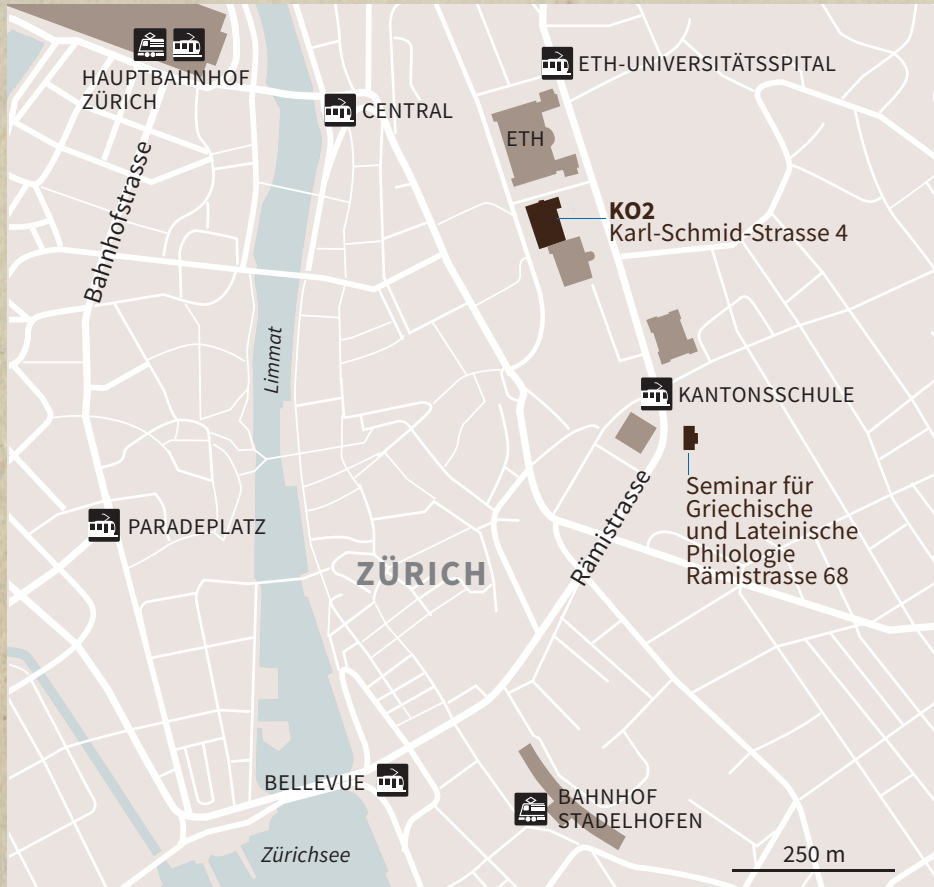 HAUPTBAHNHOF
ZÜRICH
ETH-UNIVERSITÄTSSPITAL
CENTRAL
ETH
Bahnhofstrasse
KO2
Karl-Schmid-Strasse 4
Limmat
KANTONSSCHULE
Seminar für
Griechische
und Lateinische
Philologie
Rämistrasse 68
Rämistrasse
PARADEPLATZ
ZÜRICH
BELLEVUE
BAHNHOF
STADELHOFEN
Zürichsee
250 m